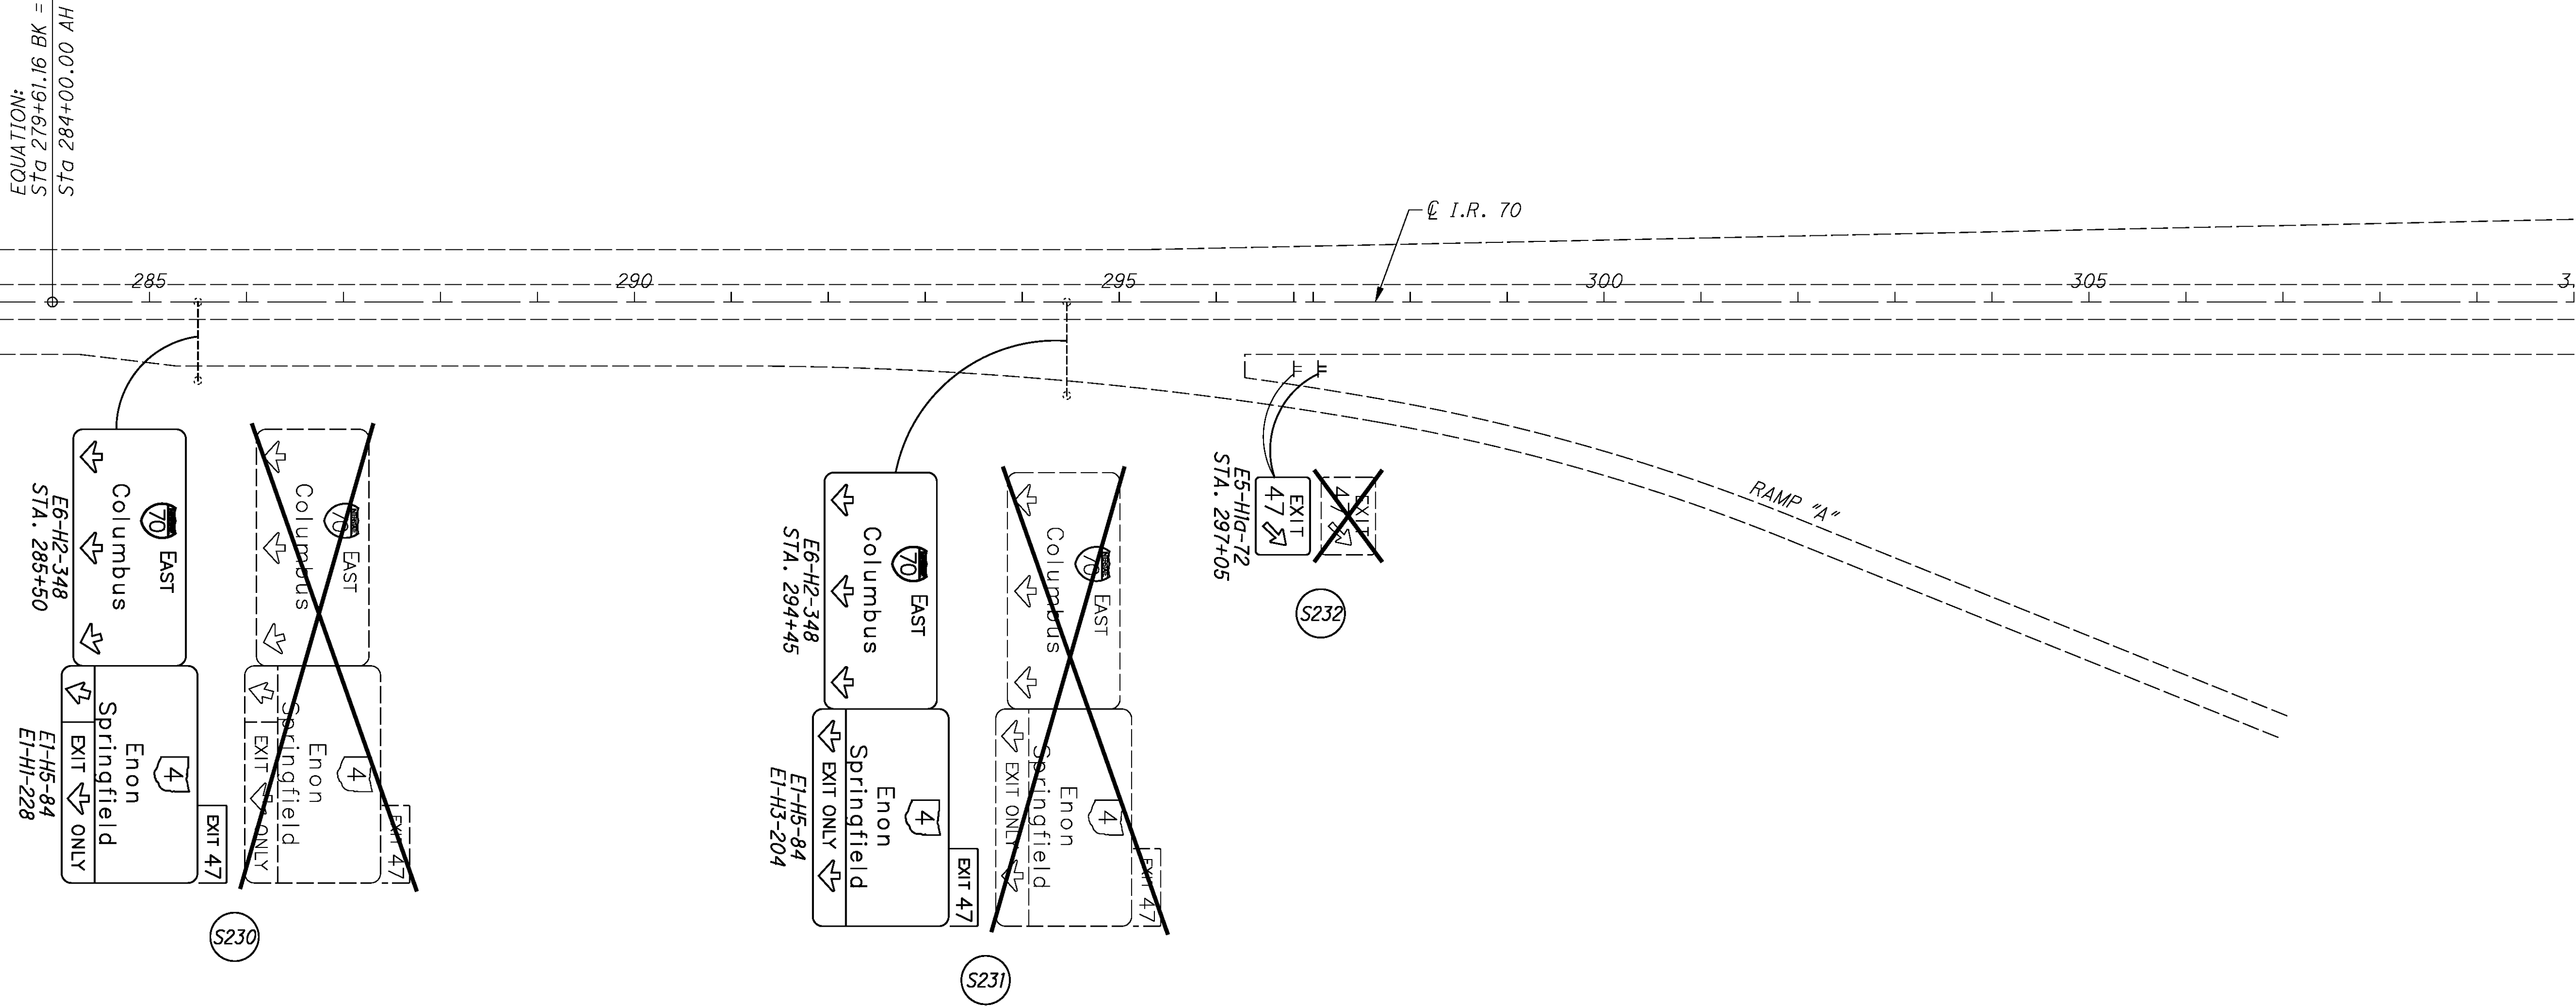 EQUATION:
Sta 279+61.16 BK =
Sta 284+00.00 AH
℄ I.R. 70
285
290
295
300
305
3
RAMP "A"
70 EAST
Columbus
E6-H2-348
STA. 285+50
EXIT 47
4
Enon
Springfield
EXIT ONLY
E1-H5-84
E1-H1-228
70 EAST
Columbus
EXIT 47
4
Enon
Springfield
EXIT ONLY
S230
70 EAST
Columbus
E6-H2-348
STA. 294+45
EXIT 47
4
Enon
Springfield
EXIT ONLY
E1-H5-84
E1-H3-204
70 EAST
Columbus
EXIT 47
4
Enon
Springfield
EXIT ONLY
S231
EXIT
47
E5-H1a-72
STA. 297+05
EXIT
47
S232